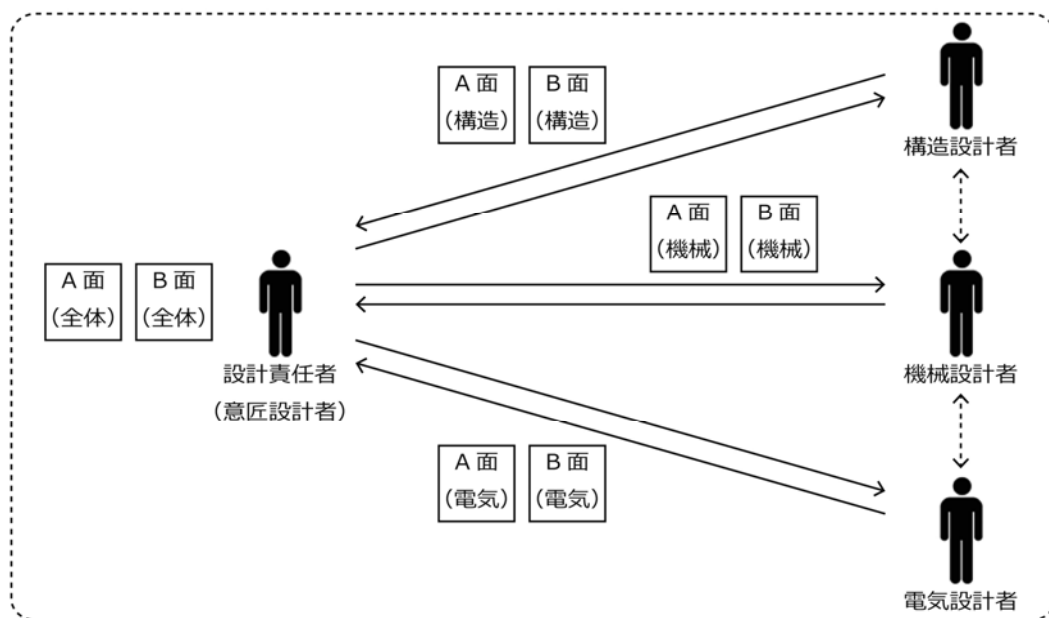 A 面
(構造)
B 面
(構造)
構造設計者
A 面
(機械)
B 面
(機械)
A 面
(全体)
B 面
(全体)
設計責任者
(意匠設計者)
機械設計者
A 面
(電気)
B 面
(電気)
電気設計者